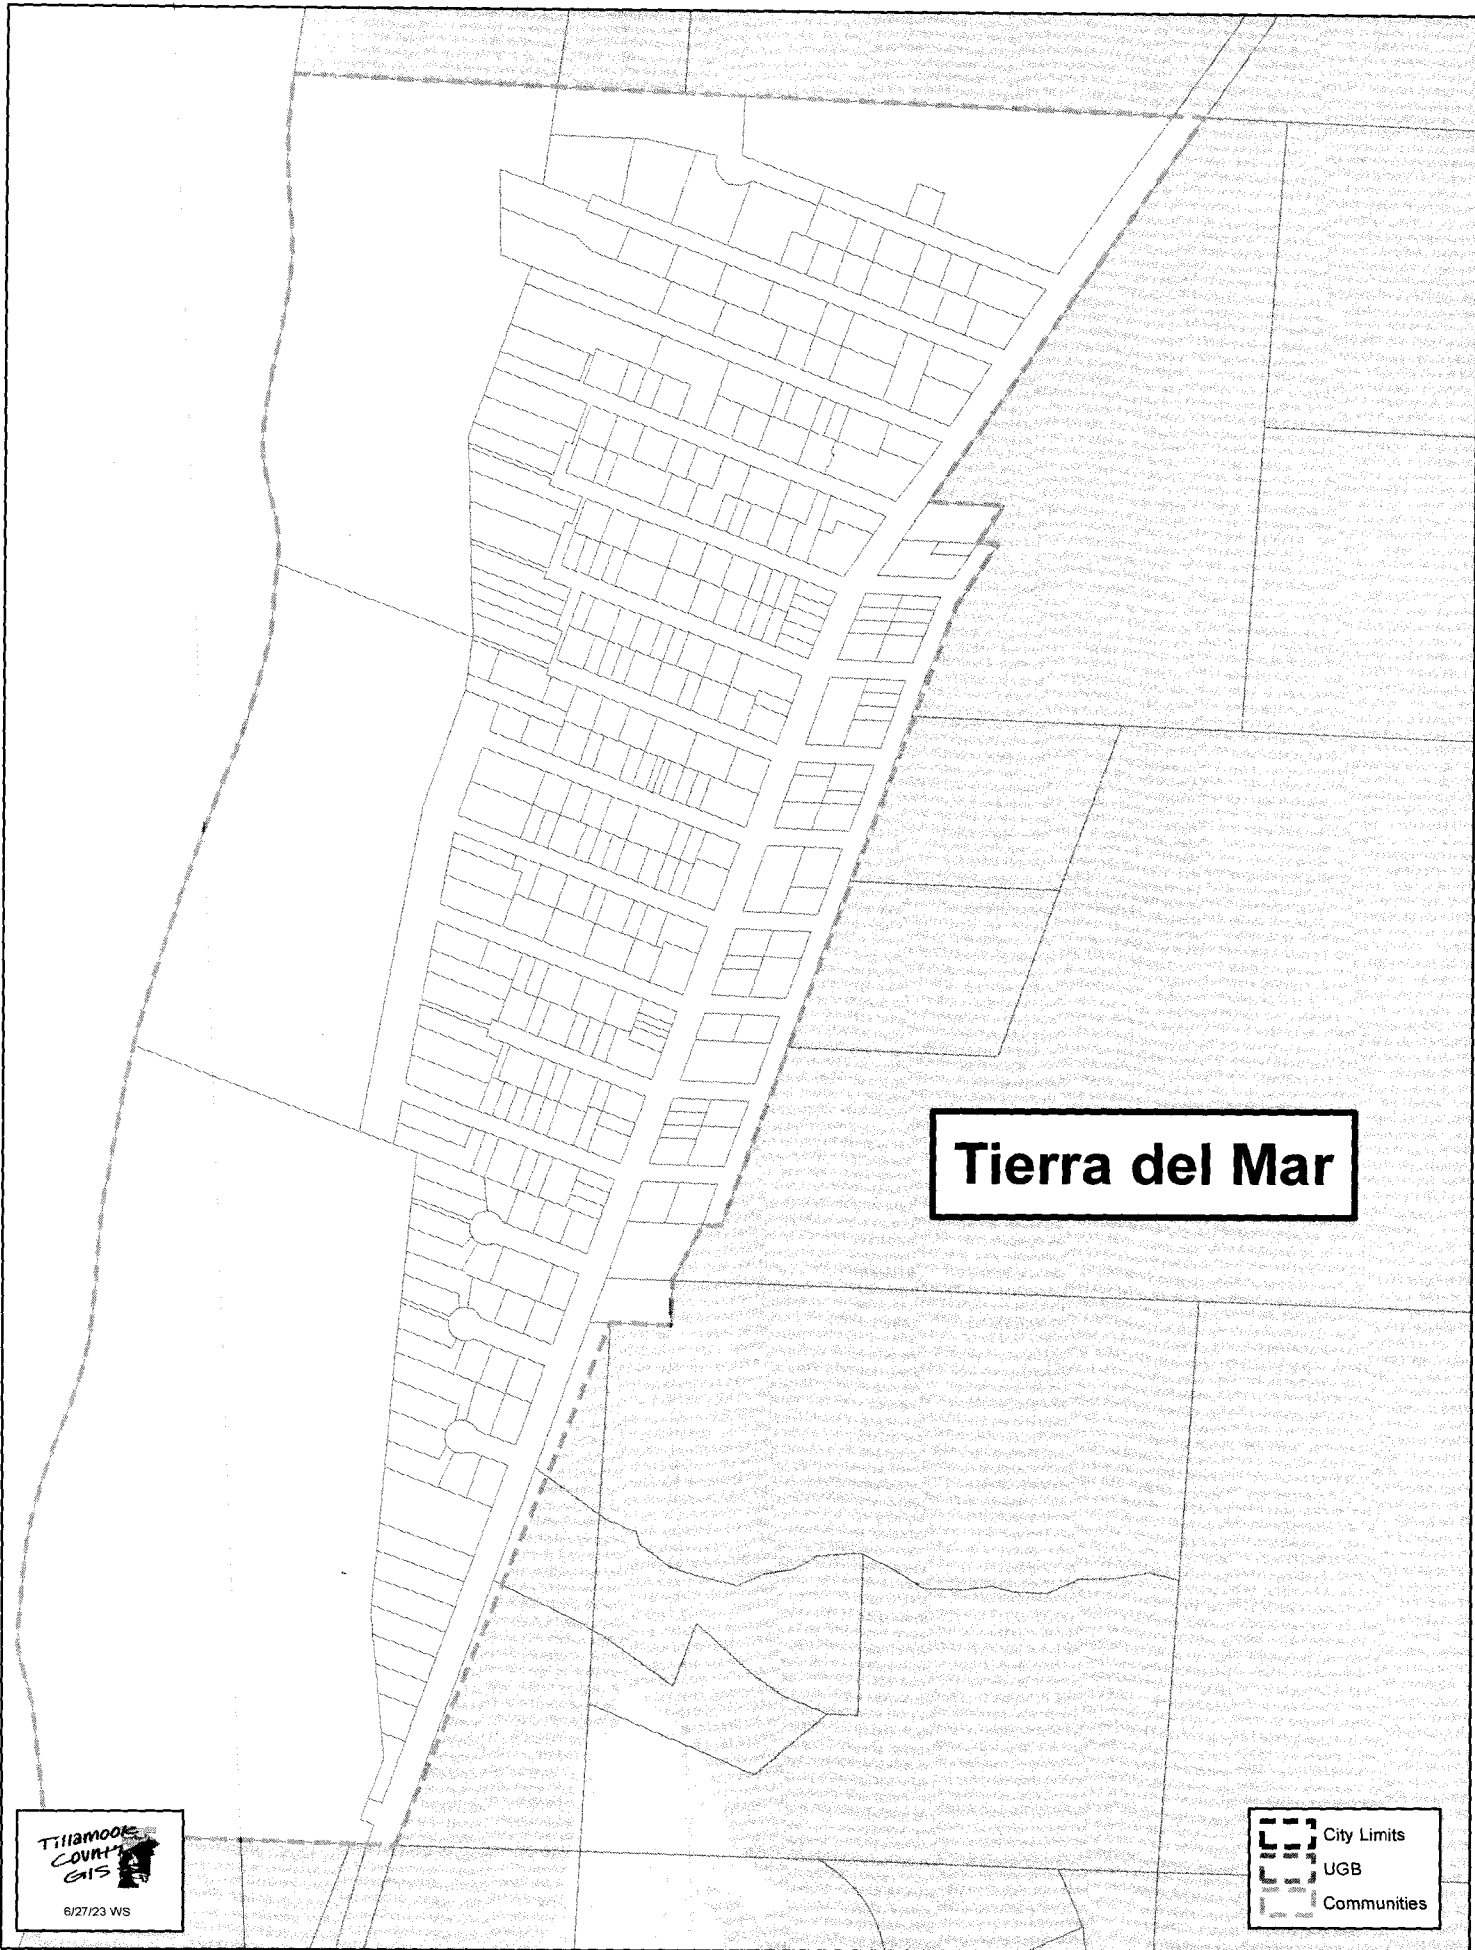 Tierra del Mar
Tillamook
County
GIS
6/27/23 WS
City Limits
UGB
Communities